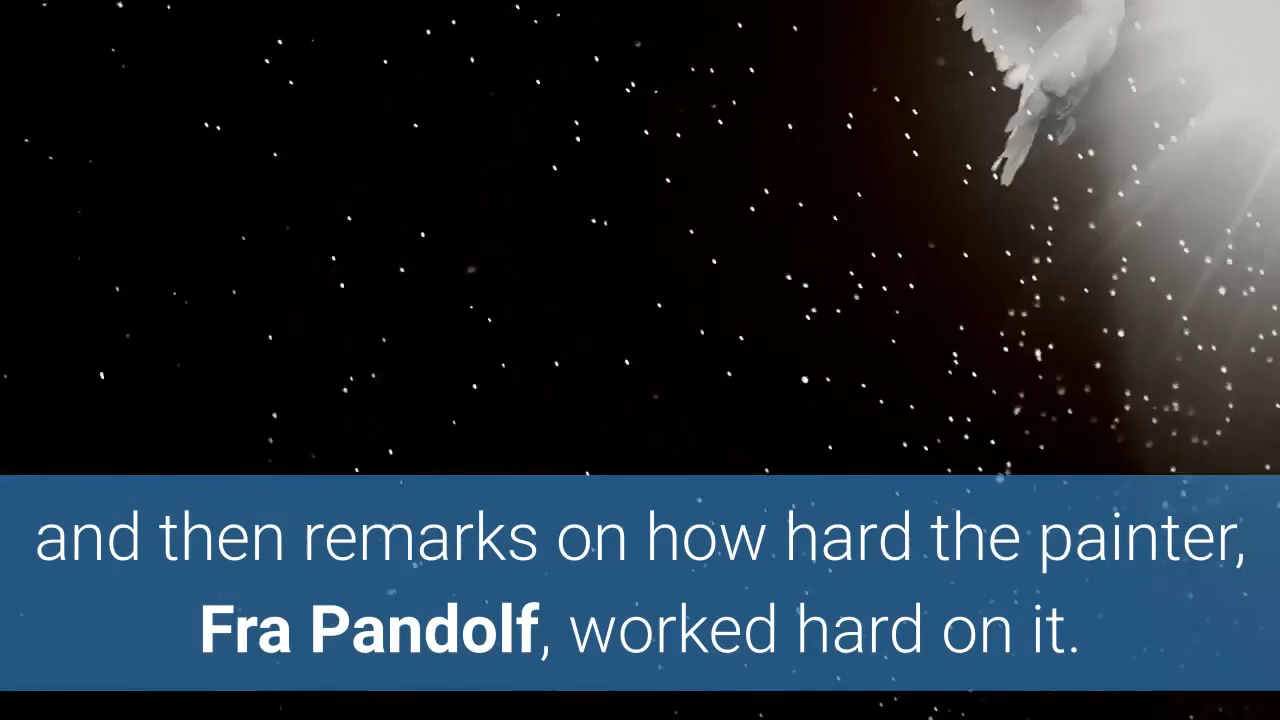 and then remarks on how hard the painter,
Fra Pandolf, worked hard on it.